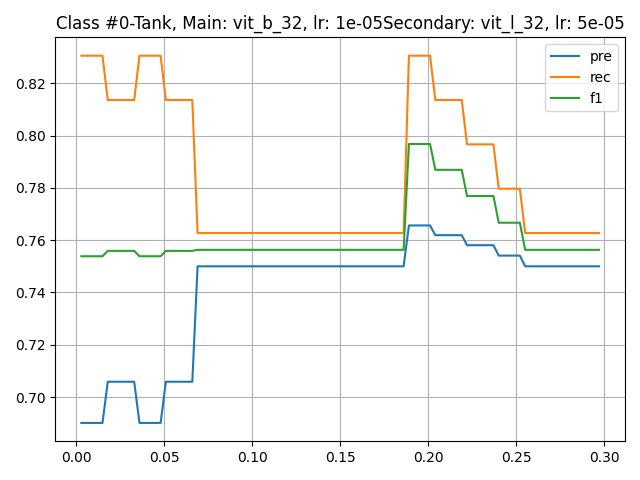 Class #0-Tank, Main: vit_b_32, lr: 1e-05Secondary: vit_l_32, lr: 5e-05
pre
rec
f1
0.82
0.80
0.78
0.76
0.74
0.72
0.70
0.00 0.05 0.10 0.15 0.20 0.25 0.30